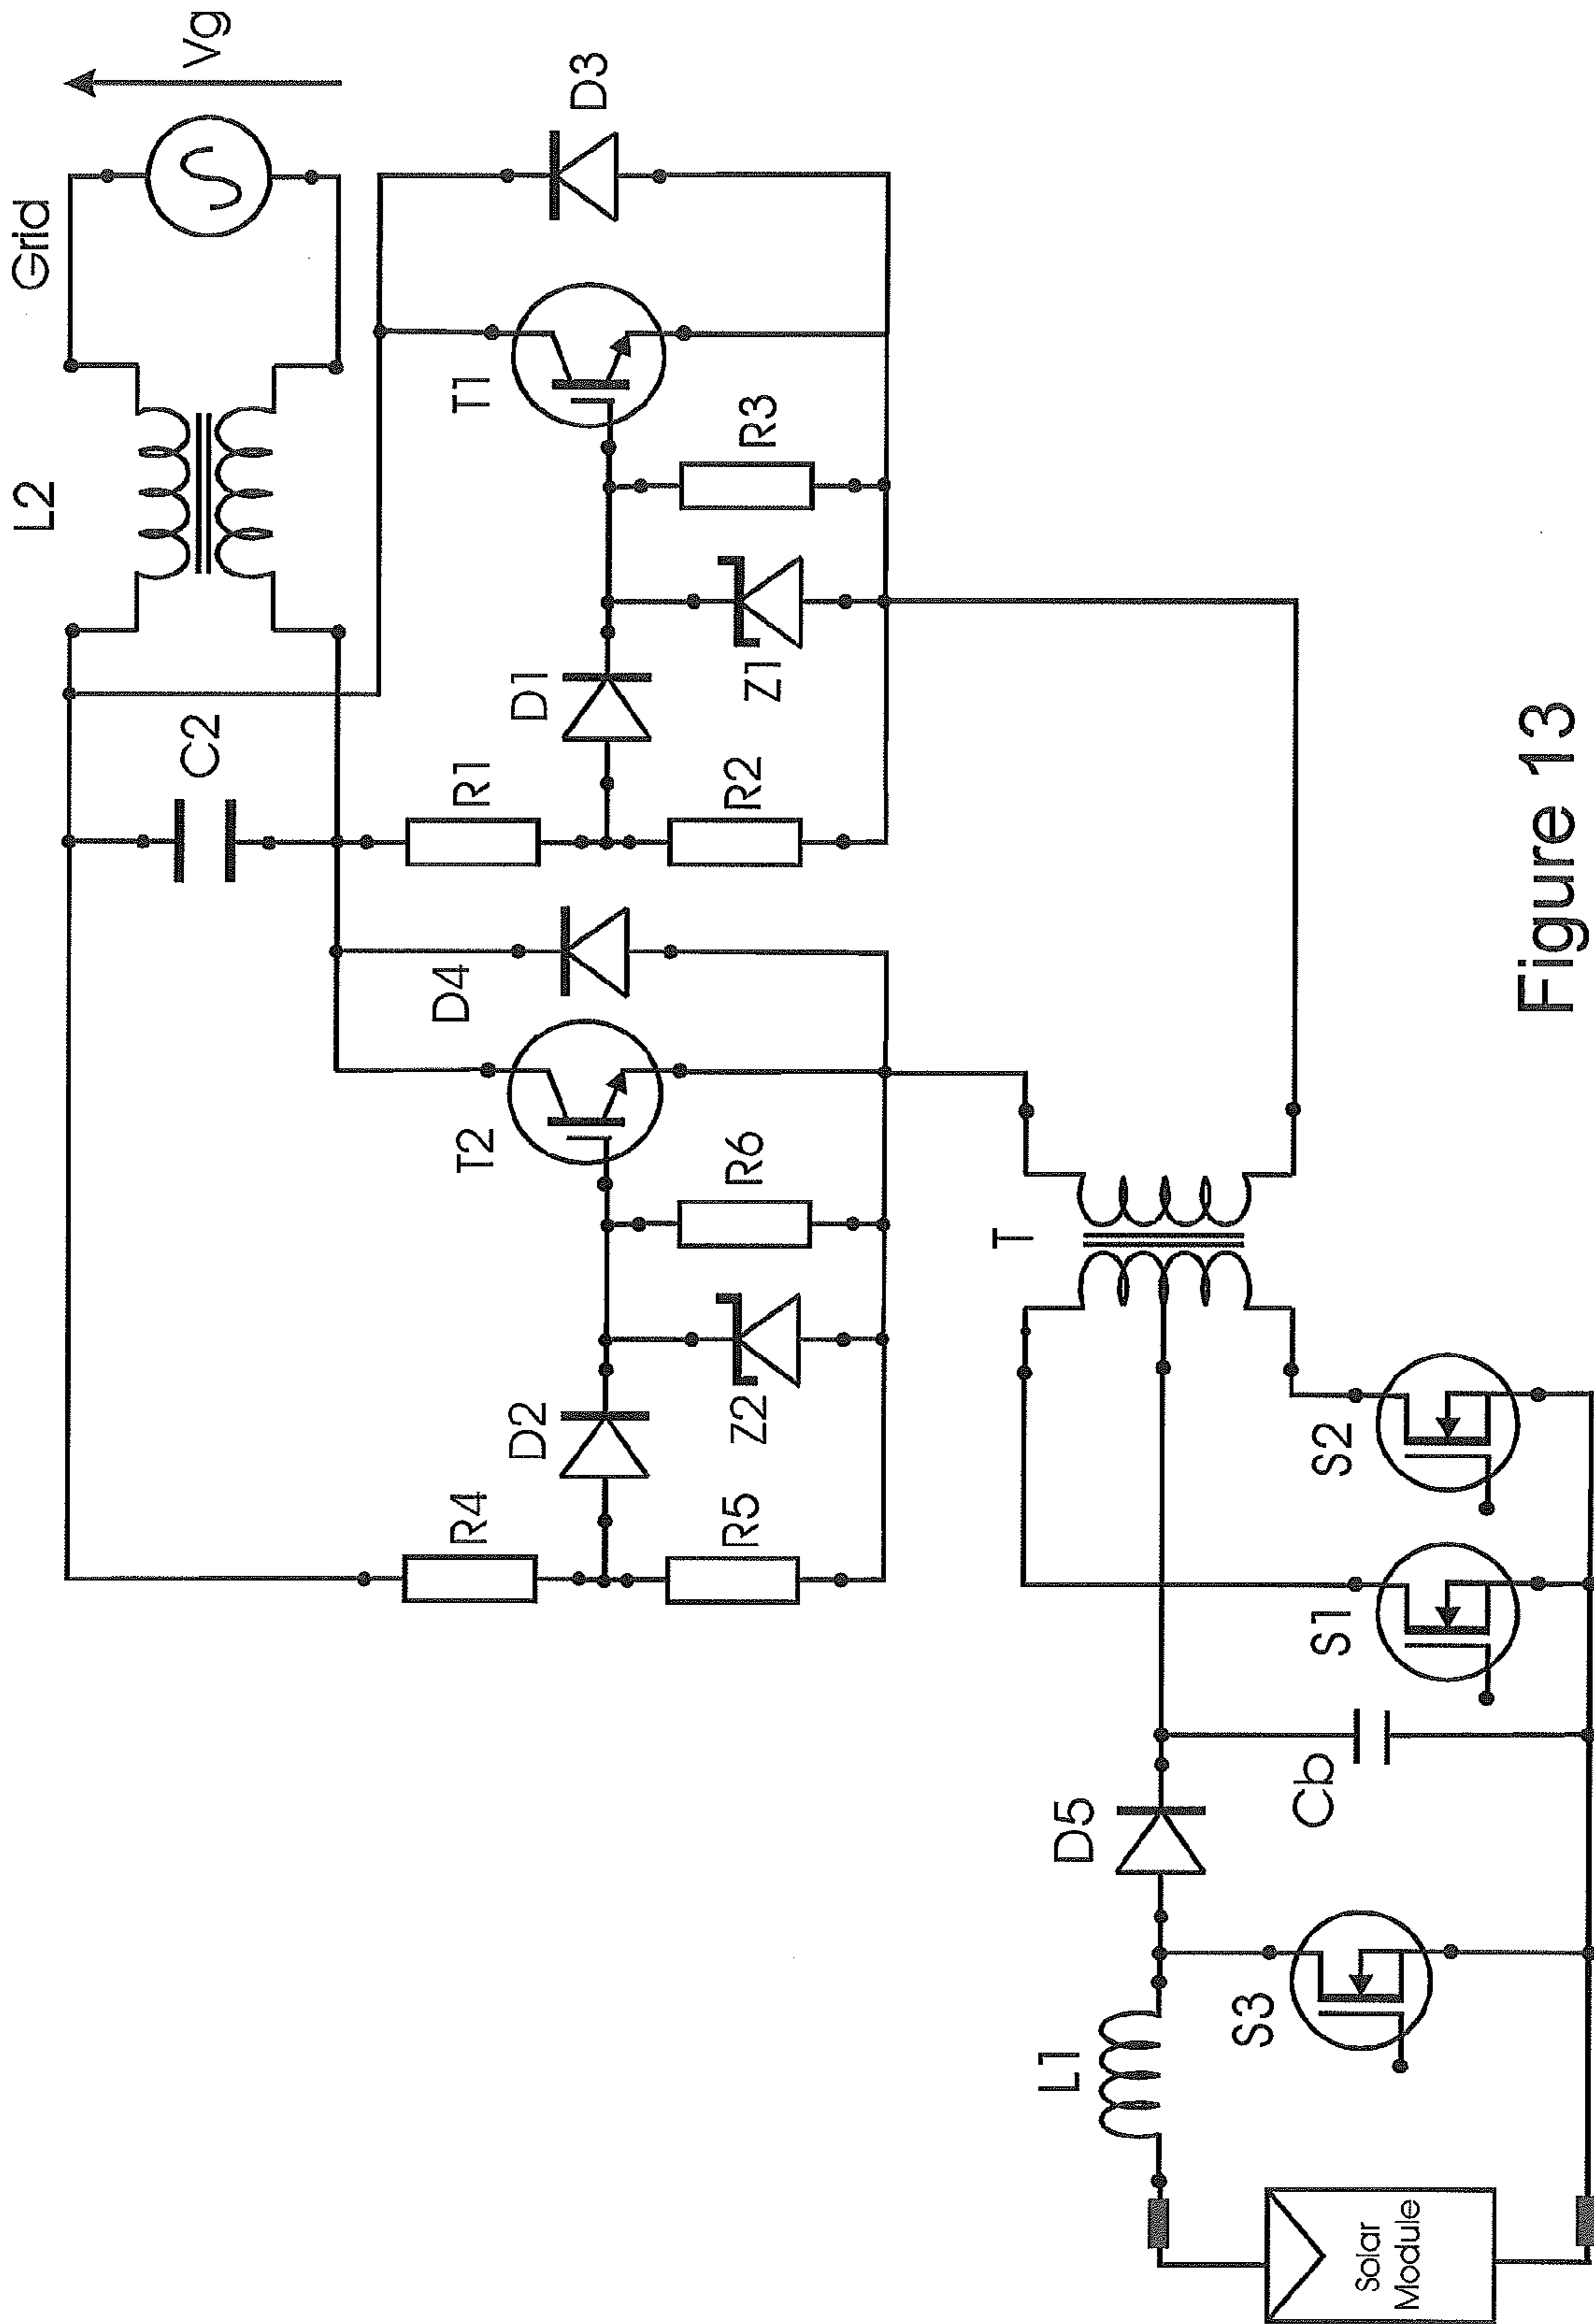 Grid
Vg
L2
C2
D3
T1
R3
D1
Z1
R1
R2
D4
T2
R6
D2
Z2
R4
R5
T
S2
S1
D5
Cb
L1
S3
Solar
Module
Figure 13